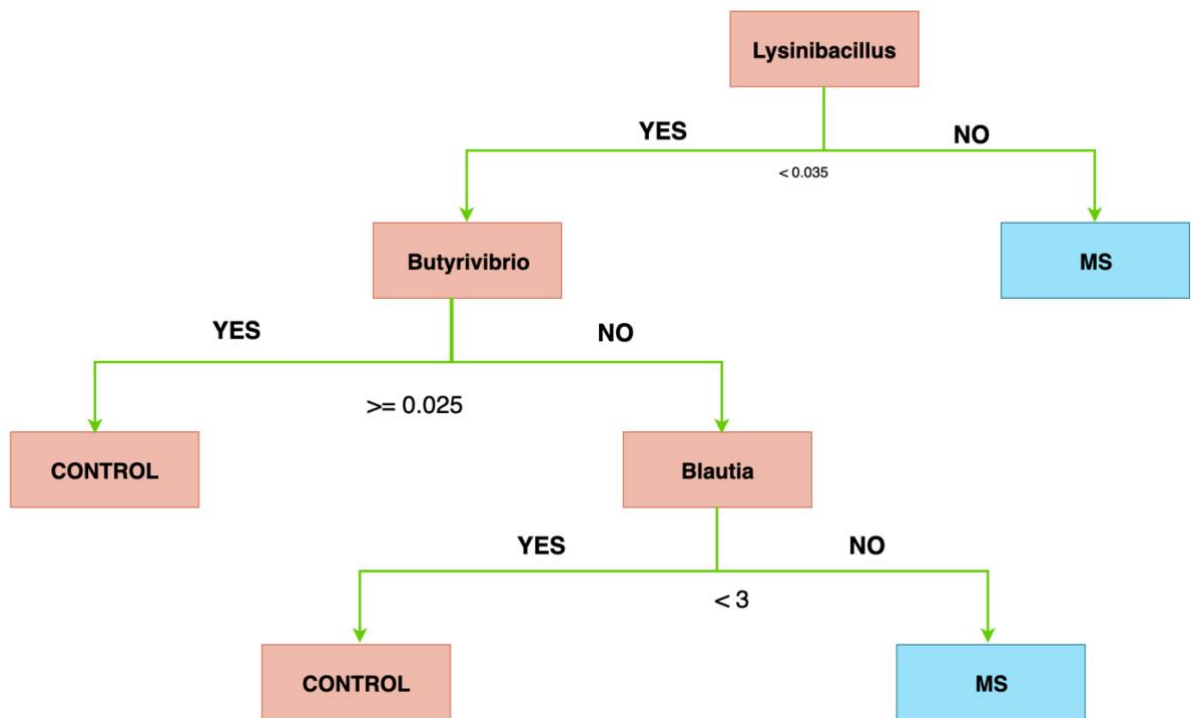 Lysinibacillus
YES
NO
< 0.035
Butyrivibrio
MS
YES
NO
>= 0.025
CONTROL
Blautia
YES
NO
< 3
CONTROL
MS